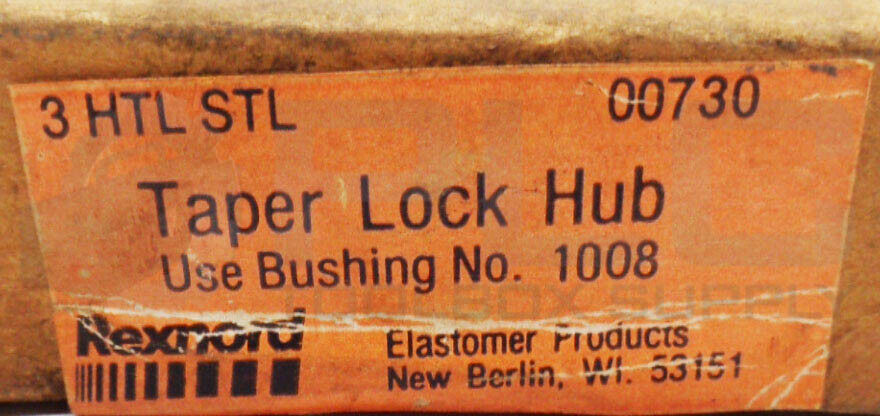 3 HTL STL 00730
Taper Lock Hub
Use Bushing No. 1008
Rexnord
Elastomer Products
New Berlin, WI. 53151